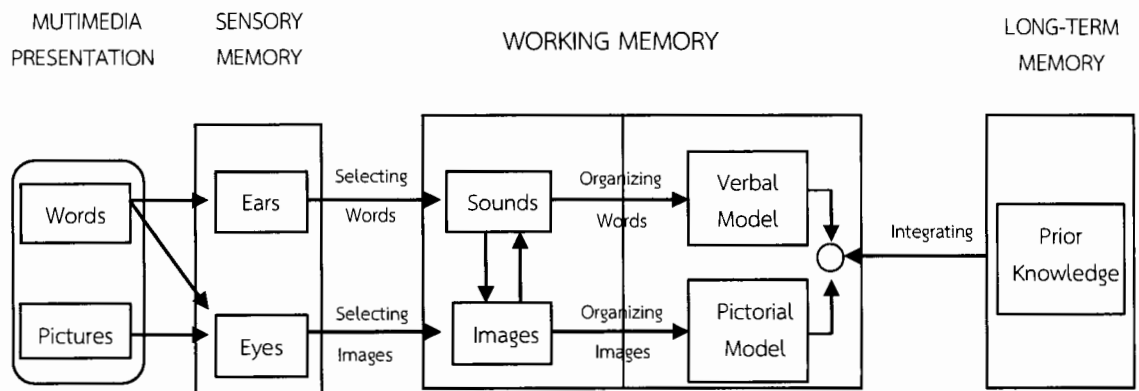 MUTIMEDIA
PRESENTATION
SENSORY
MEMORY
WORKING MEMORY
LONG-TERM
MEMORY
Words
Pictures
Ears
Eyes
Selecting
Words
Selecting
Images
Sounds
Images
Organizing
Words
Organizing
Images
Verbal
Model
Pictorial
Model
Integrating
Prior
Knowledge